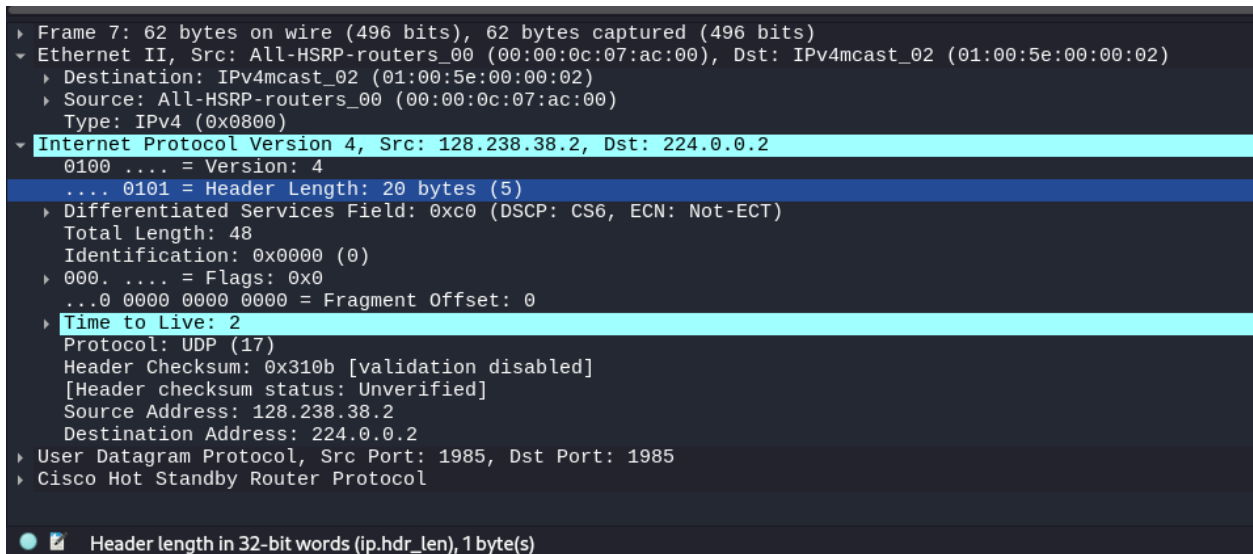 Frame 7: 62 bytes on wire (496 bits), 62 bytes captured (496 bits)
Ethernet II, Src: All-HSRP-routers_00 (00:00:0c:07:ac:00), Dst: IPv4mcast_02 (01:00:5e:00:00:02)
Destination: IPv4mcast_02 (01:00:5e:00:00:02)
Source: All-HSRP-routers_00 (00:00:0c:07:ac:00)
Type: IPv4 (0x0800)
Internet Protocol Version 4, Src: 128.238.38.2, Dst: 224.0.0.2
0100 .... = Version: 4
.... 0101 = Header Length: 20 bytes (5)
Differentiated Services Field: 0xc0 (DSCP: CS6, ECN: Not-ECT)
Total Length: 48
Identification: 0x0000 (0)
000. .... = Flags: 0x0
...0 0000 0000 0000 = Fragment Offset: 0
Time to Live: 2
Protocol: UDP (17)
Header Checksum: 0x310b [validation disabled]
[Header checksum status: Unverified]
Source Address: 128.238.38.2
Destination Address: 224.0.0.2
User Datagram Protocol, Src Port: 1985, Dst Port: 1985
Cisco Hot Standby Router Protocol
Header length in 32-bit words (ip.hdr_len), 1 byte(s)